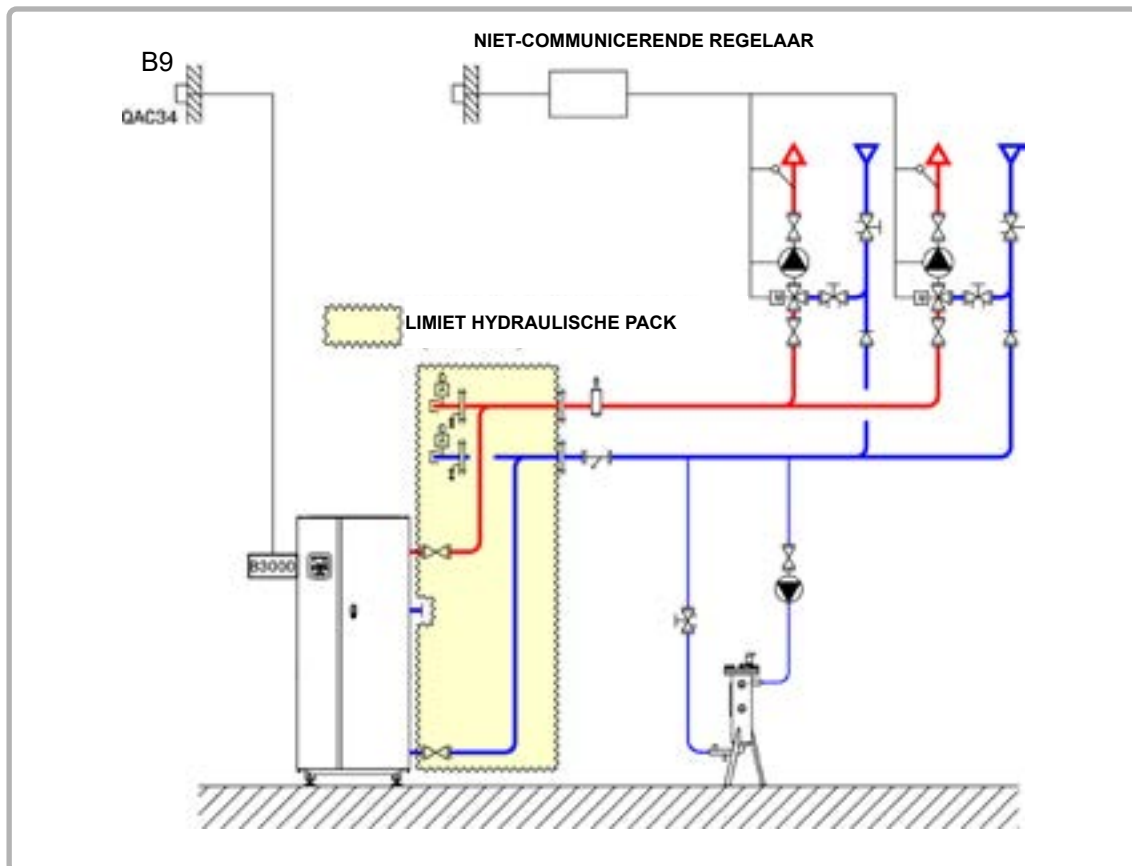 NIET-COMMUNICERENDE REGELAAR
B9
QAC34
LIMIET HYDRAULISCHE PACK
B3000